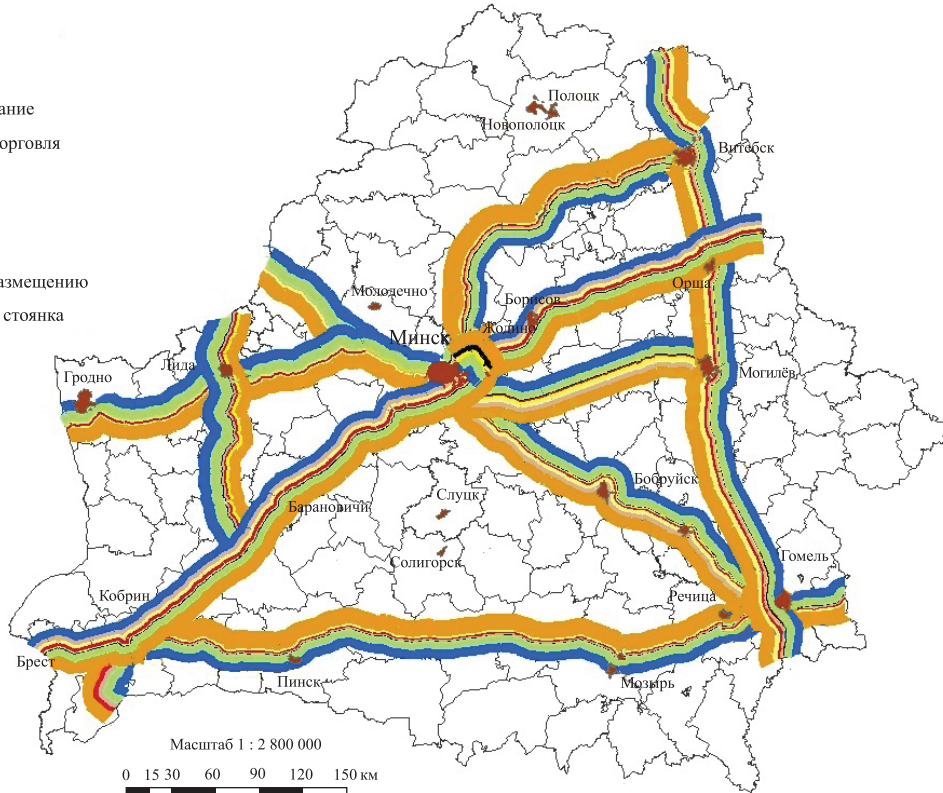 ание
орговля
азмещению
стоянка
Полоцк
Новополоцк
Витебск
Молодечно
Борисов
Орша
Минск
Жодино
Лида
Гродно
Могилёв
Бобруйск
Слуцк
Барановичи
Солигорск
Гомель
Речица
Кобрин
Брест
Пинск
Мозырь
Масштаб 1 : 2 800 000
0 15 30 60 90 120 150 км